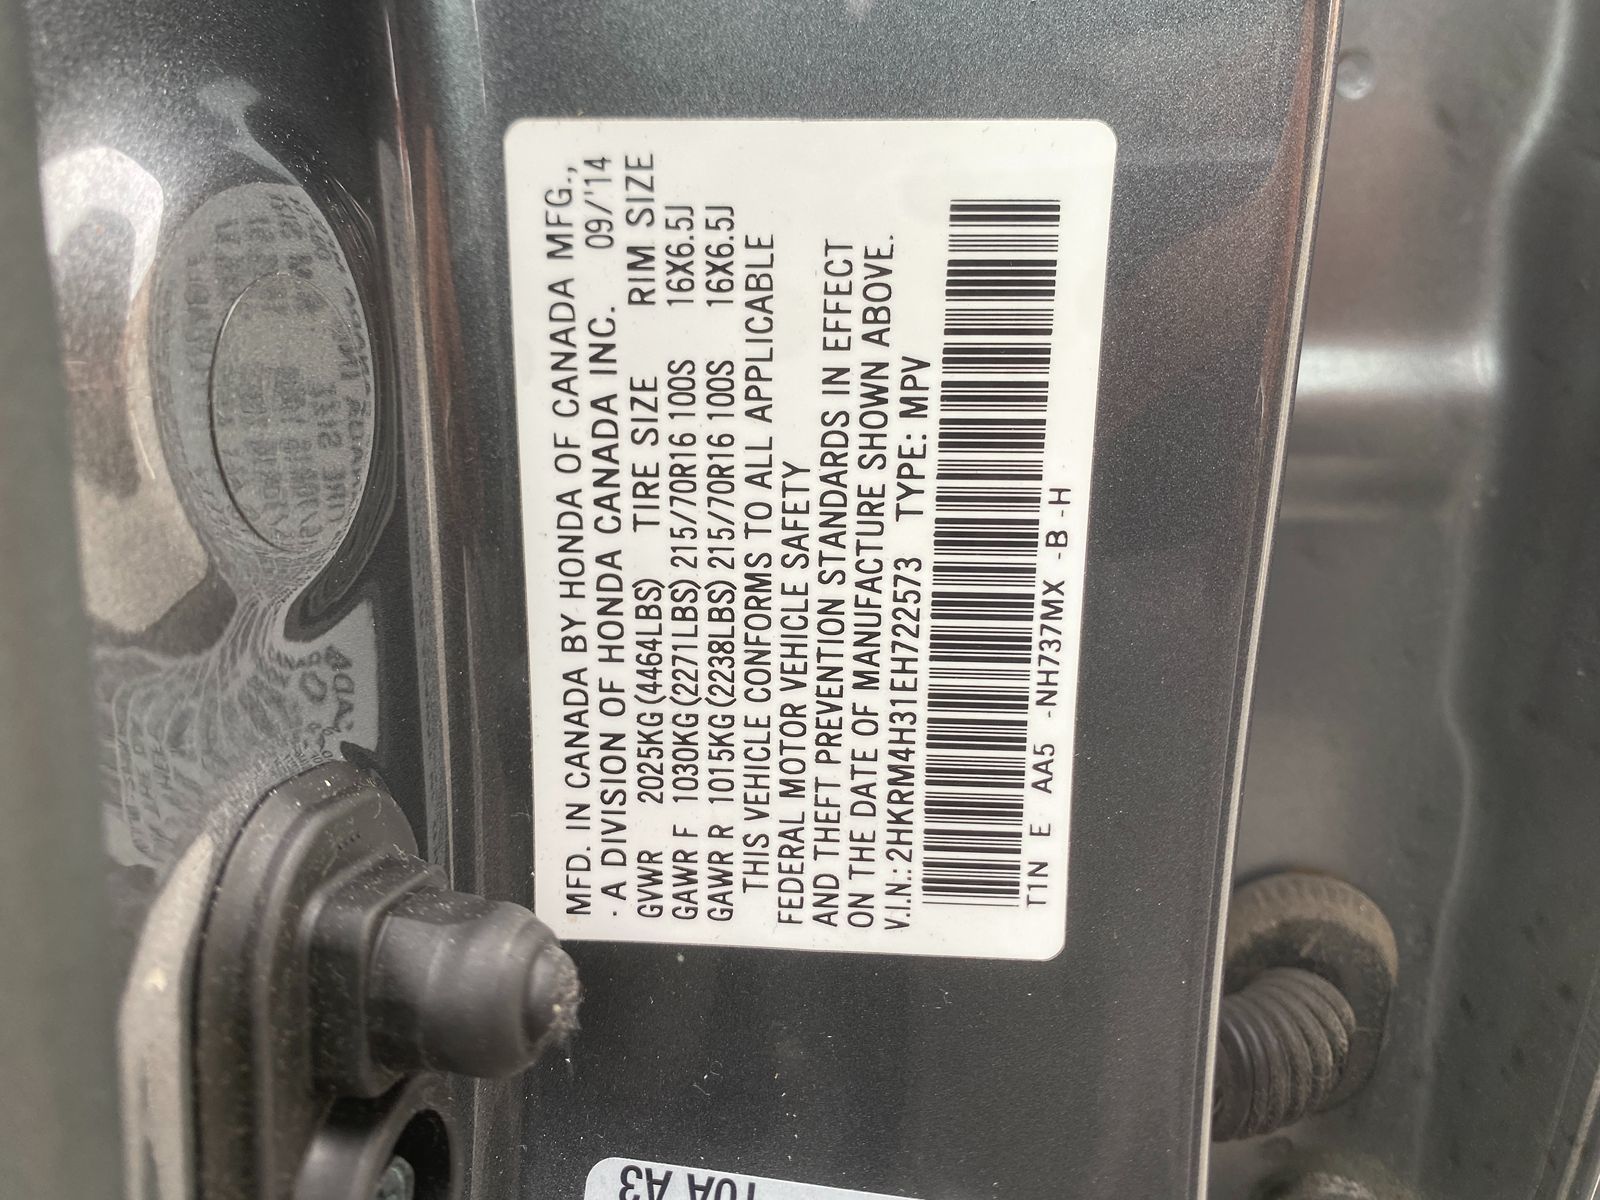 MFD. IN CANADA BY HONDA OF CANADA MFG.,
· A DIVISION OF HONDA CANADA INC. 09/'14
GVWR 2025KG(4464LBS) TIRE SIZE RIM SIZE
GAWR F 1030KG(2271LBS) 215/70R16 100S 16X6.5J
GAWR R 1015KG(2238LBS) 215/70R16 100S 16X6.5J
THIS VEHICLE CONFORMS TO ALL APPLICABLE
FEDERAL MOTOR VEHICLE SAFETY
AND THEFT PREVENTION STANDARDS IN EFFECT
ON THE DATE OF MANUFACTURE SHOWN ABOVE.
V.I.N.: 2HKRM4H31EH722573 TYPE: MPV
T1N E AA5 -NH737MX -B -H
10A A3